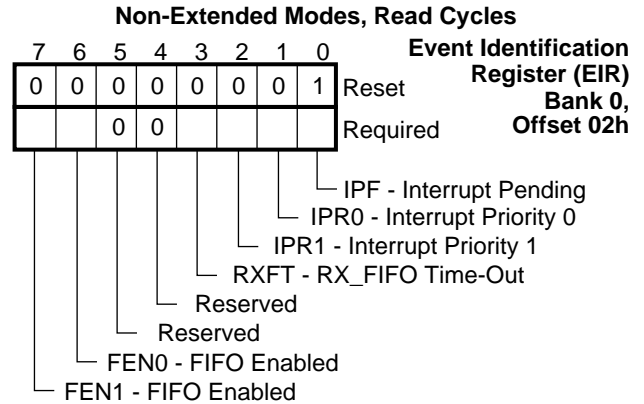 Non-Extended Modes, Read Cycles
7 6 5 4 3 2 1 0
Event Identification
Register (EIR)
Bank 0,
Offset 02h
0 0 0 0 0 0 0 1 Reset
0 0 Required
IPF - Interrupt Pending
IPR0 - Interrupt Priority 0
IPR1 - Interrupt Priority 1
RXFT - RX_FIFO Time-Out
Reserved
Reserved
FEN0 - FIFO Enabled
FEN1 - FIFO Enabled